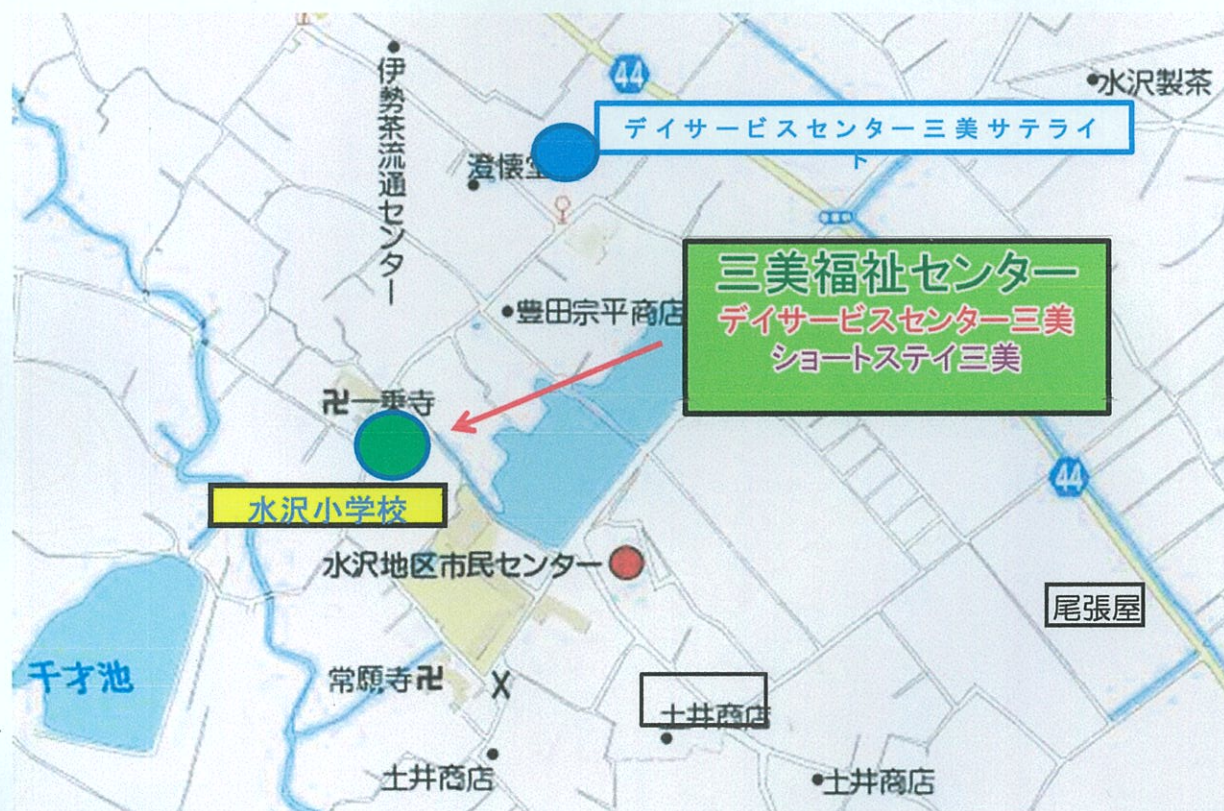 44
水沢製茶
伊勢茶流通センター
デイサービスセンター三美サテライ
ト
澄懐堂
三美福祉センター
デイサービスセンター三美
ショートステイ三美
豊田宗平商店
卍一乗寺
44
水沢小学校
水沢地区市民センター
尾張屋
千才池
常願寺卍
X
土井商店
土井商店
土井商店